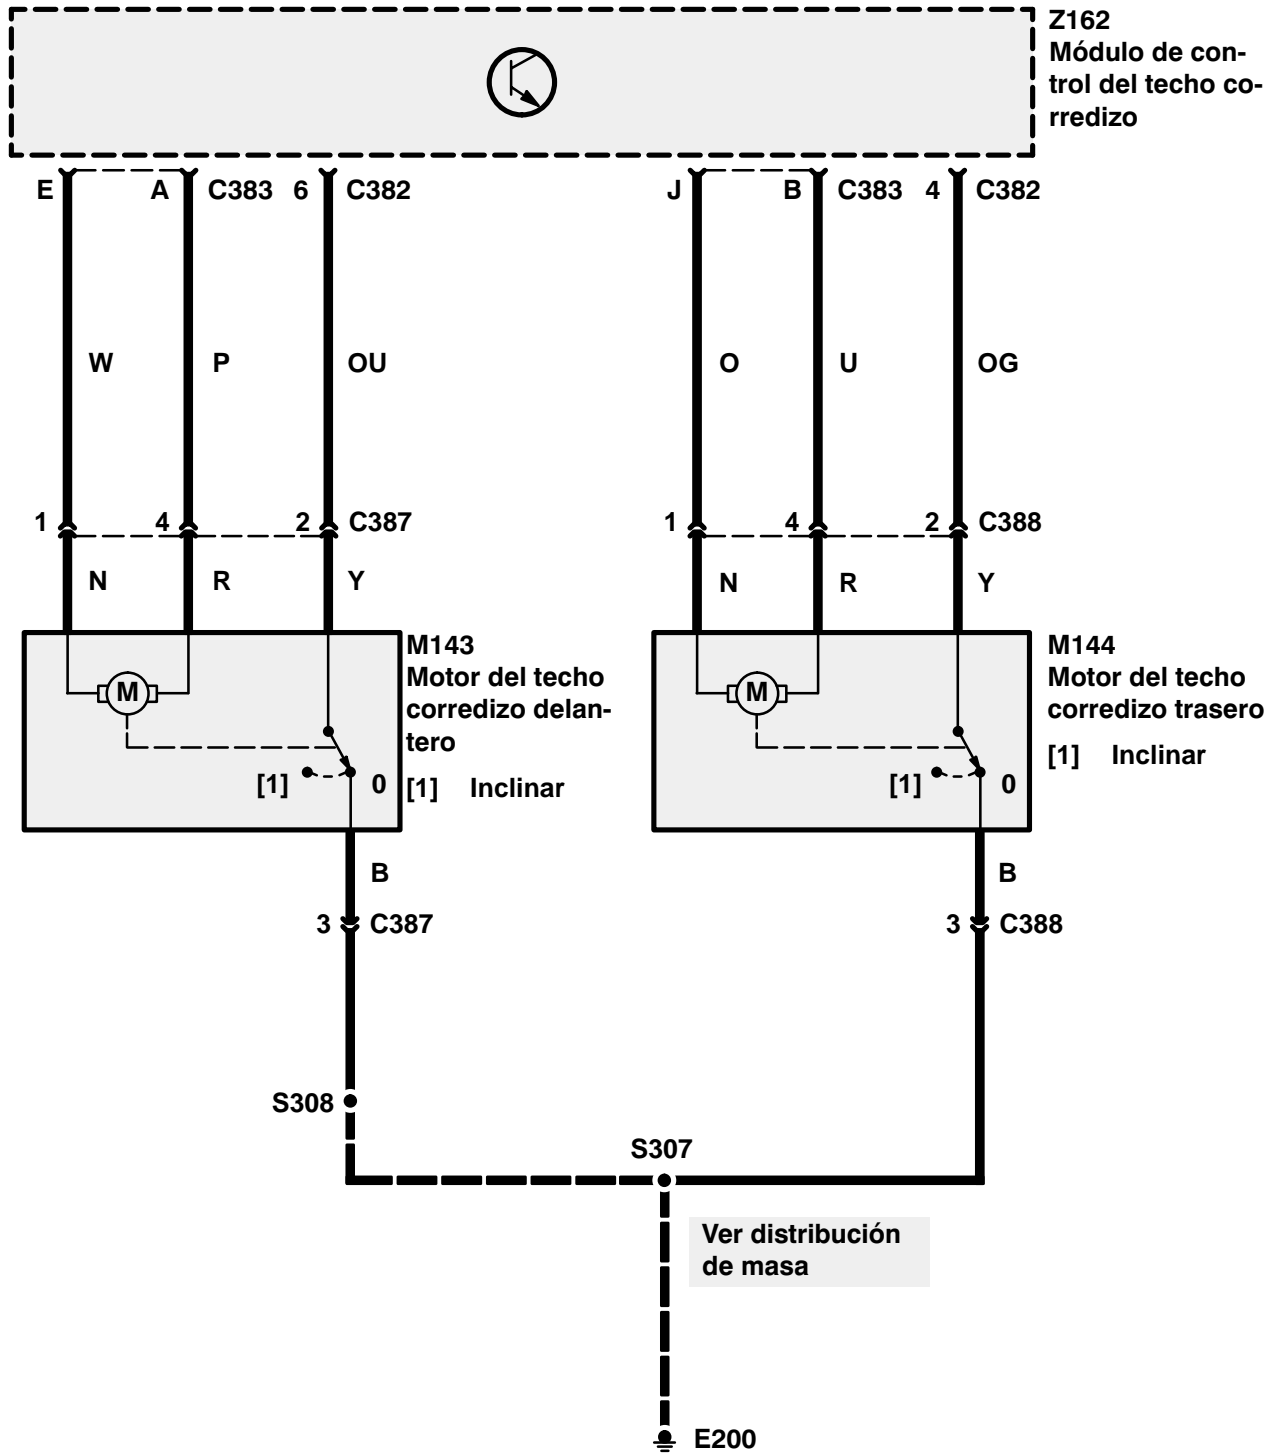 Z162
Módulo de con-
trol del techo co-
rredizo
E A C383 6 C382 J B C383 4 C382
W P OU O U OG
1 4 2 C387 1 4 2 C388
N R Y N R Y
M143
Motor del techo
corredizo delan-
tero
[1] Inclinar
M
[1] 0
M144
Motor del techo
corredizo trasero
[1] Inclinar
M
[1] 0
B B
3 C387 3 C388
S308
S307
Ver distribución
de masa
E200